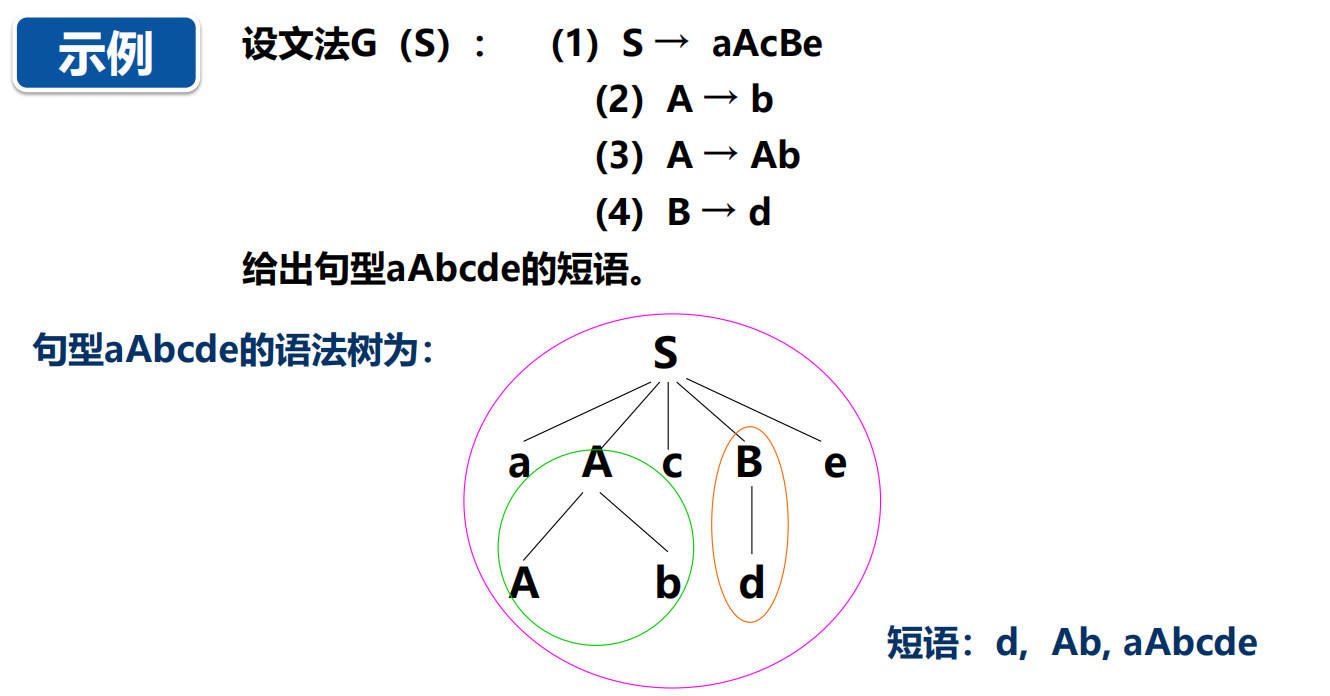 示例
设文法G（S）： (1) S → aAcBe
(2) A → b
(3) A → Ab
(4) B → d
给出句型aAbcde的短语。
句型aAbcde的语法树为：
S
a A c B e
A b d
短语：d, Ab, aAbcde